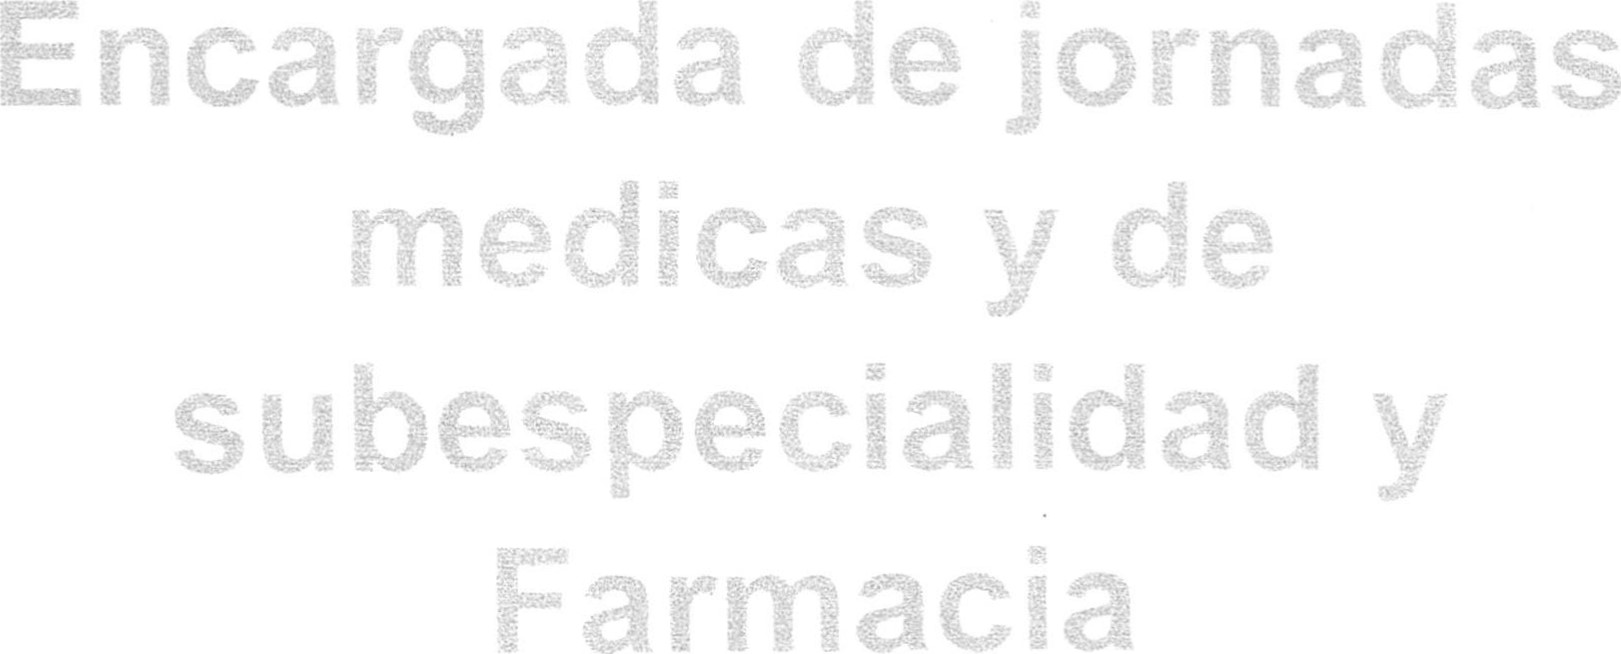 Encargada de jornadas
medicas y de
subespecialidad y
Farmacia